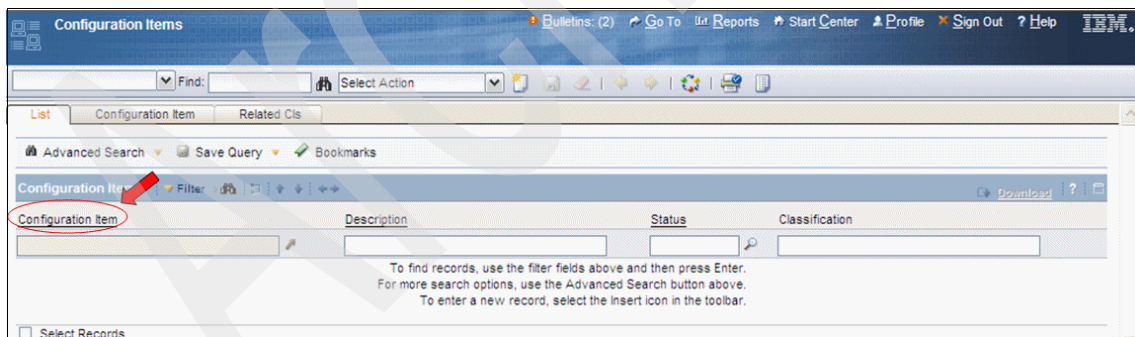 Configuration Items
Bulletins: (2) Go To Reports Start Center Profile Sign Out ? Help IBM.
Find: Select Action
List Configuration Item Related CIs
Advanced Search Save Query Bookmarks
Configuration Filter Download ?
Configuration Item Description Status Classification
To find records, use the filter fields above and then press Enter.
For more search options, use the Advanced Search button above.
To enter a new record, select the Insert icon in the toolbar.
Select Records